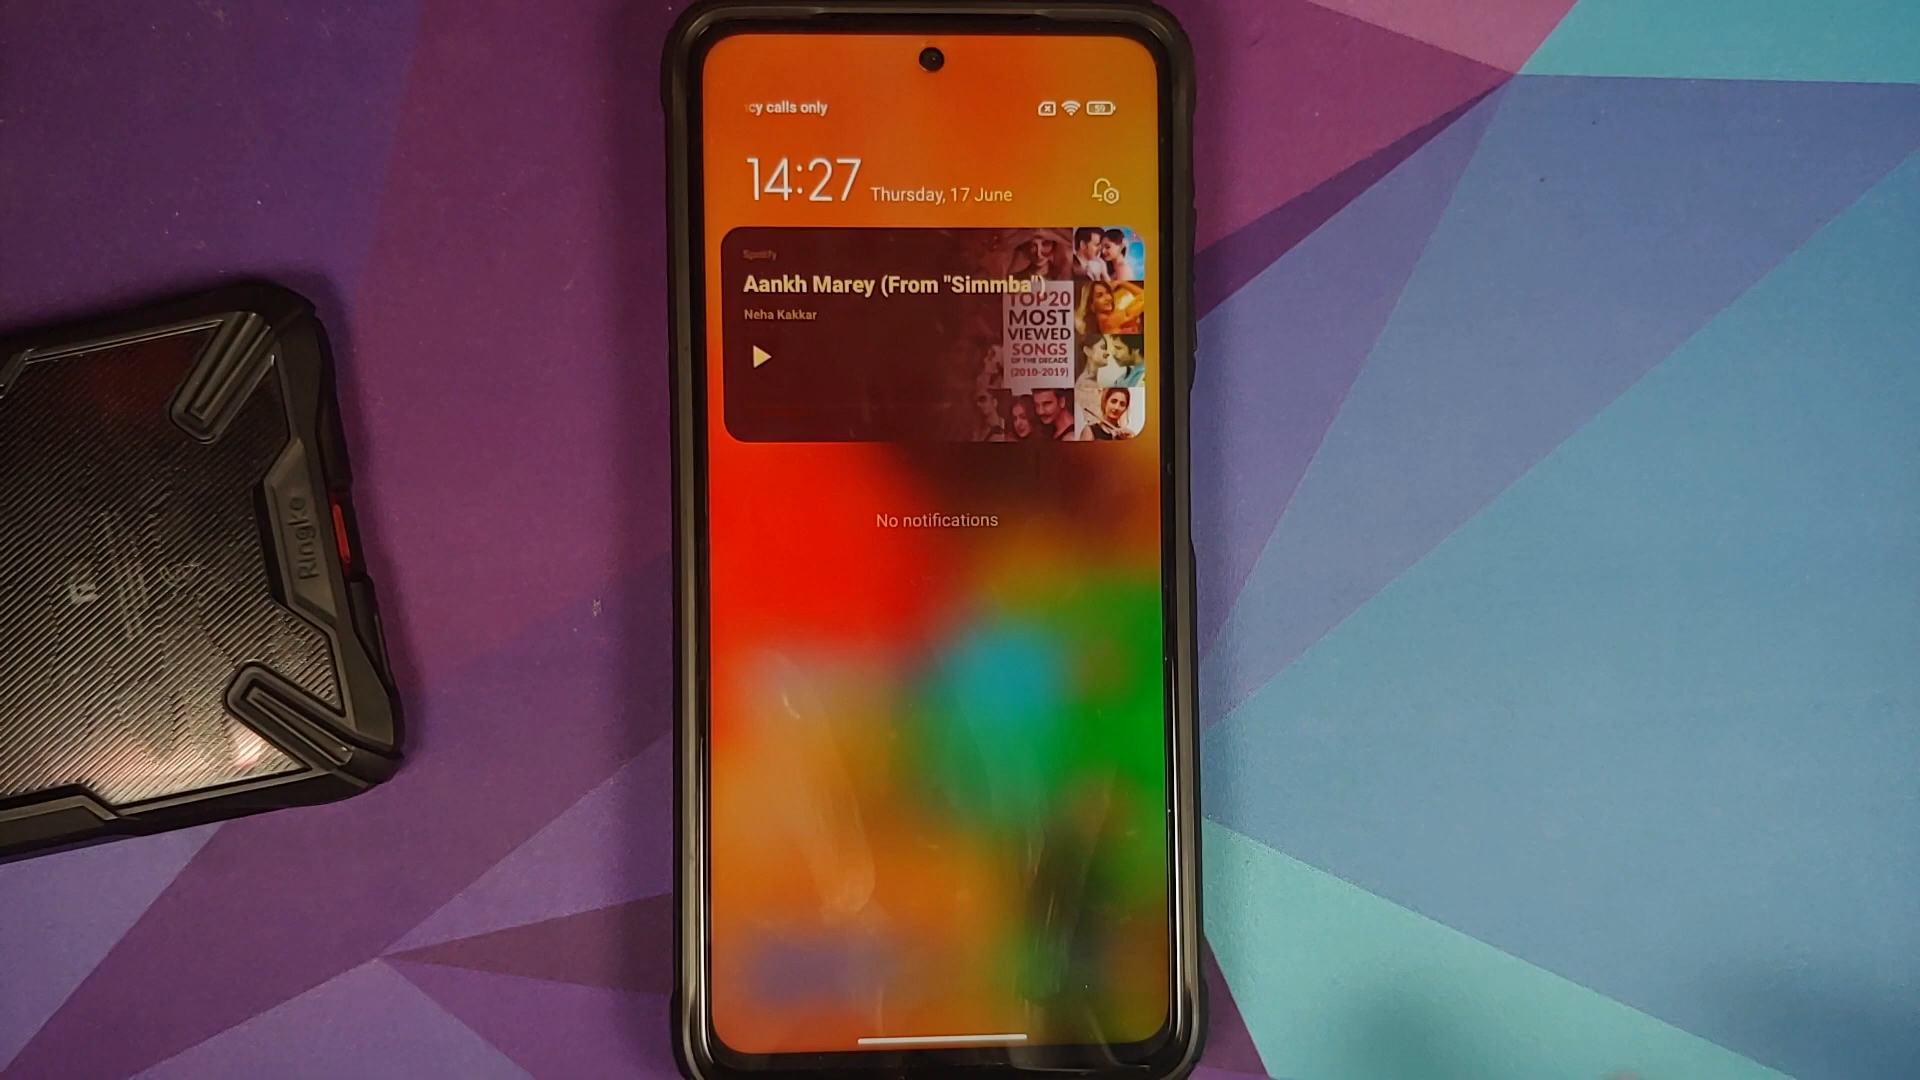 cy calls only
59
14:27 Thursday, 17 June
Spotify
Aankh Marey (From "Simmba")
Neha Kakkar
TOP20
MOST
VIEWED
SONGS
OF THE DECADE
(2010-2019)
No notifications
Ringke